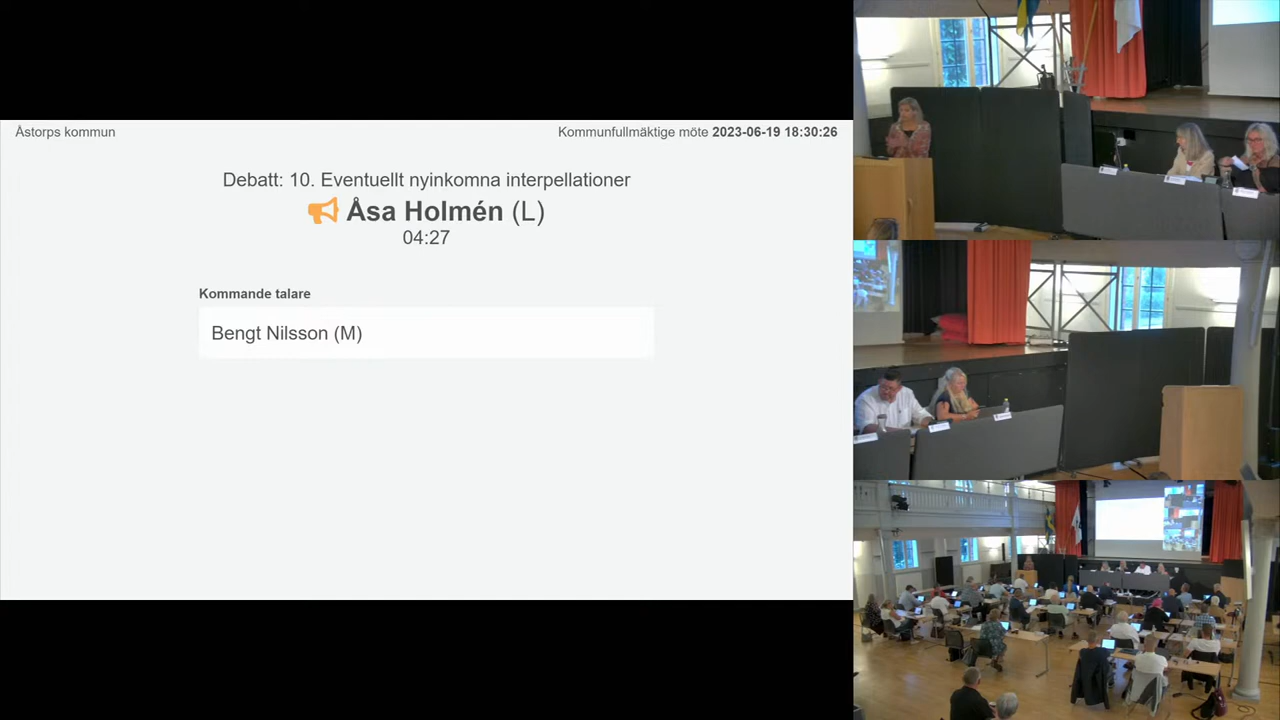 Åstorps kommun
Kommunfullmäktige möte 2023-06-19 18:30:26
Debatt: 10. Eventuellt nyinkomna interpellationer
Åsa Holmén (L)
04:27
Kommande talare
Bengt Nilsson (M)